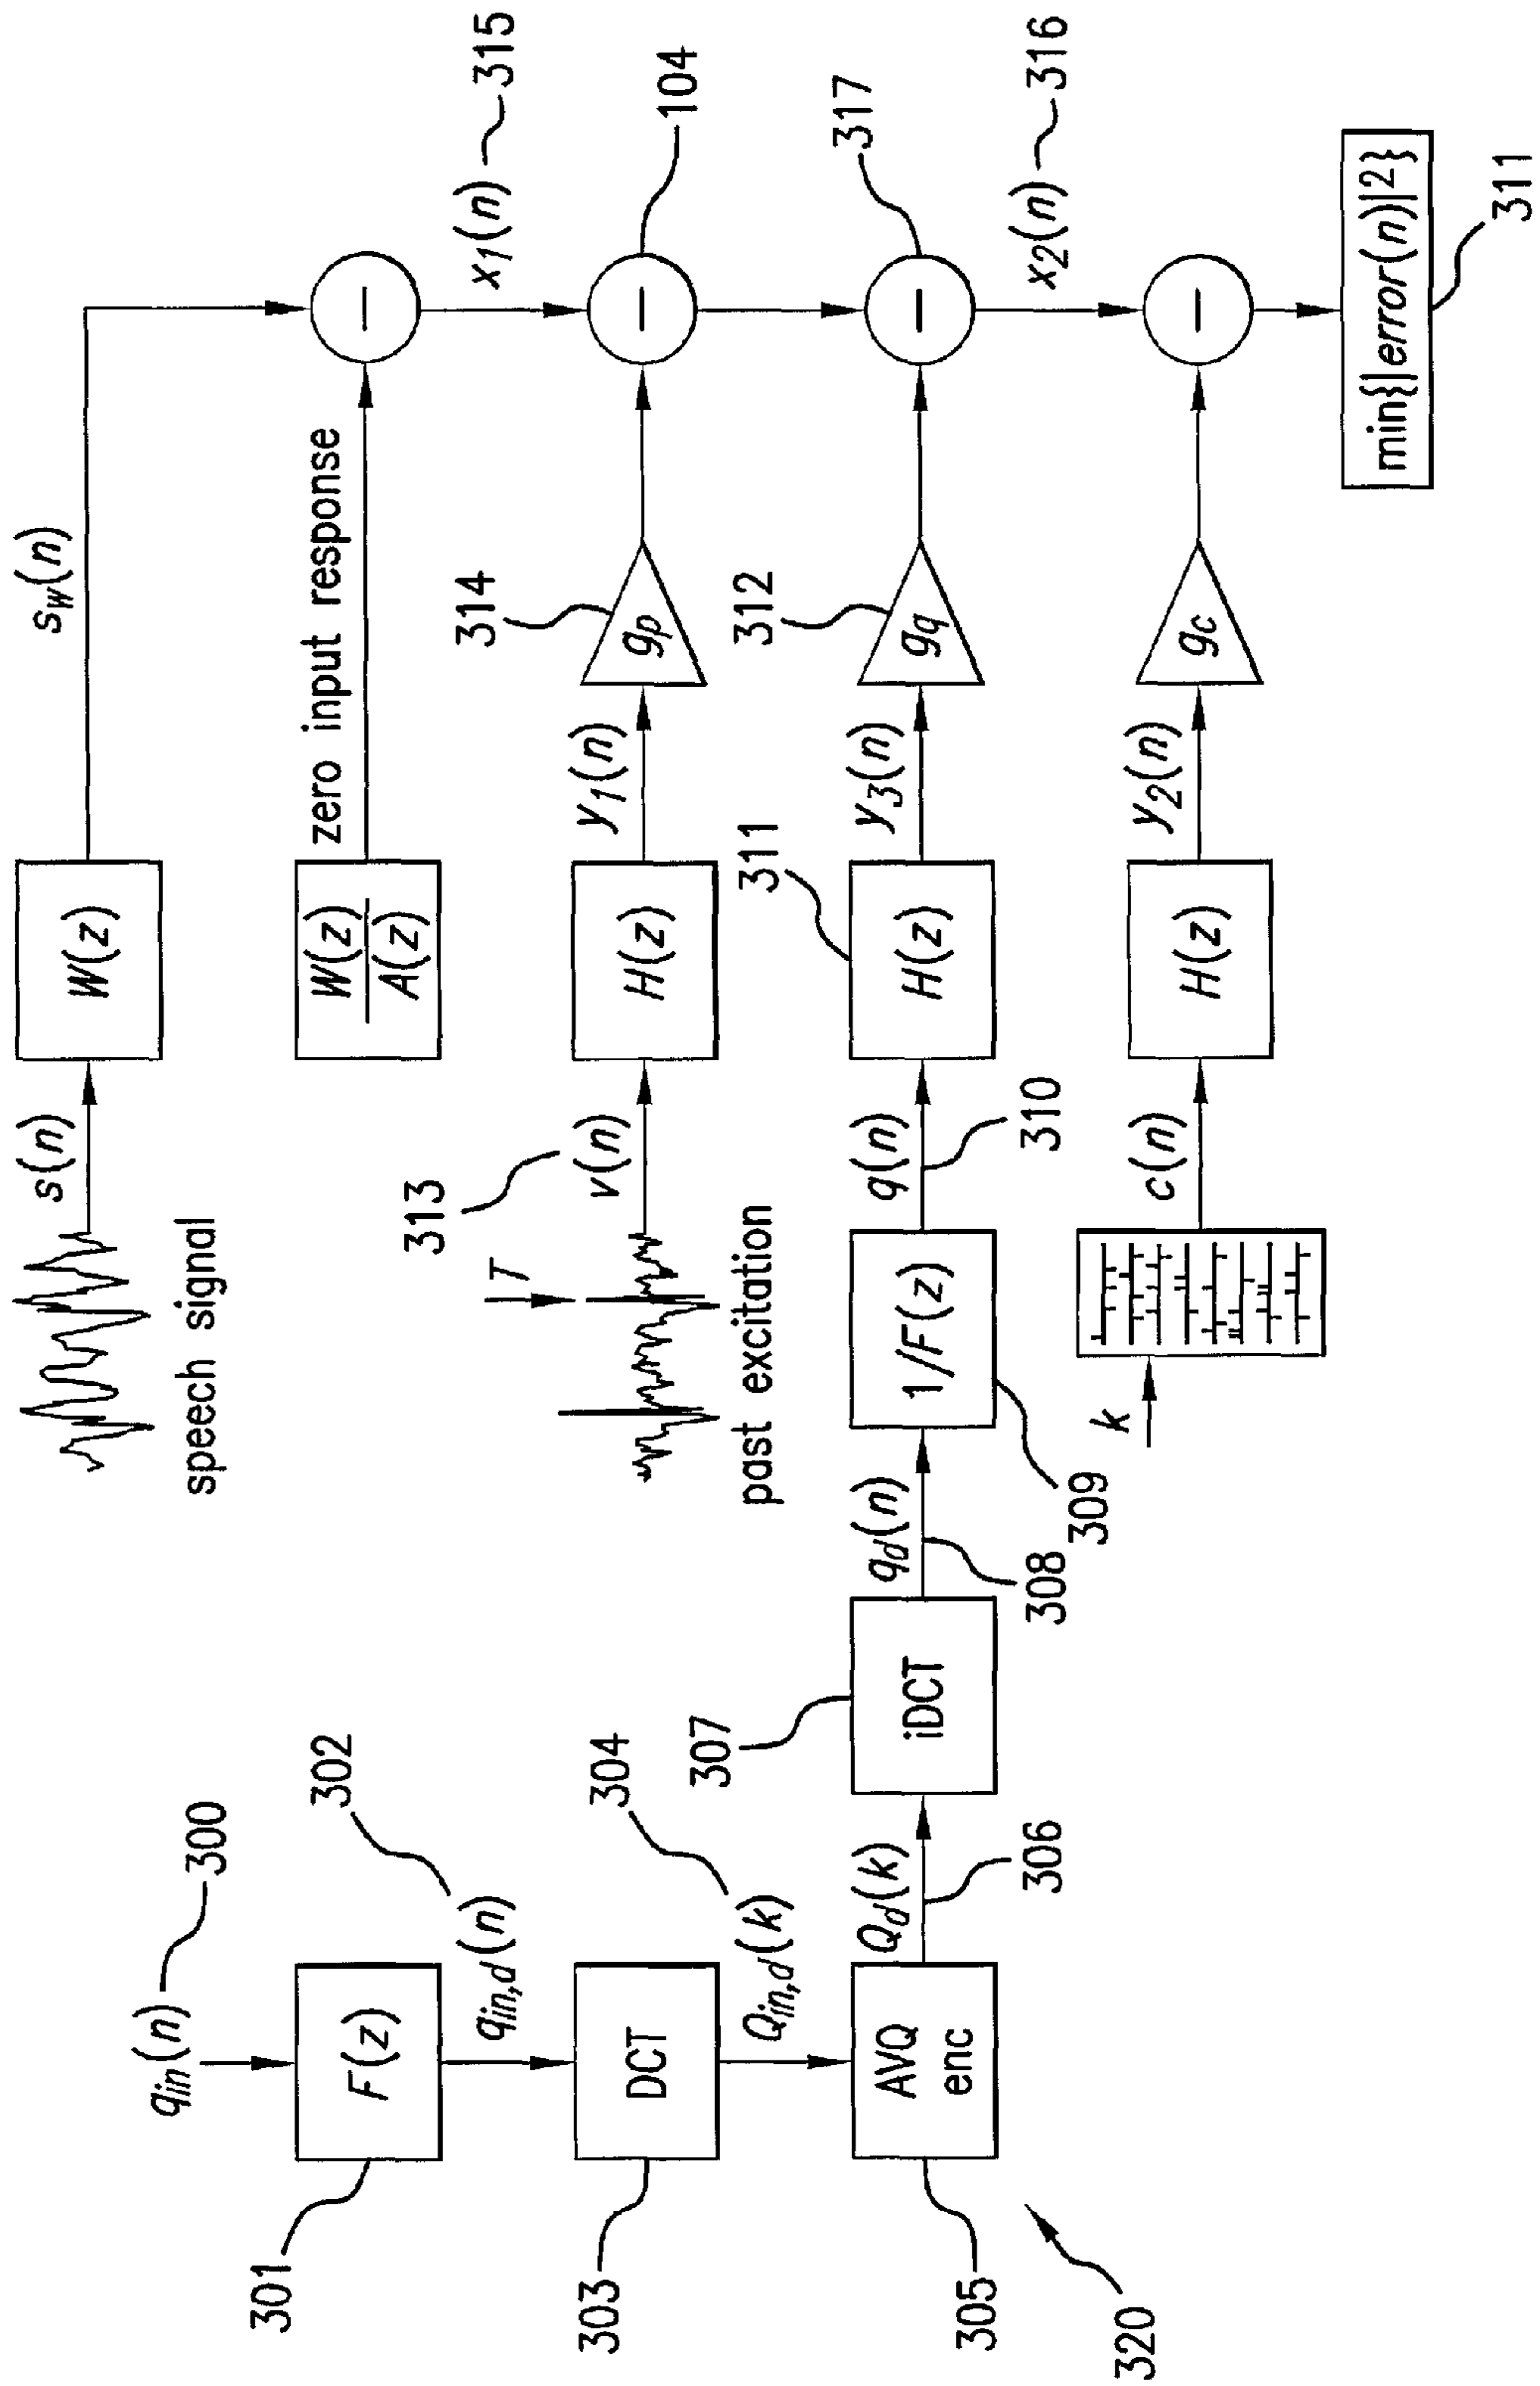 s(n)
W(z)
s_w(n)
speech signal
W(z)
A(z)
zero input response
−
x_1(n)
315
313
T
v(n)
past excitation
H(z)
y_1(n)
314
g_p
−
104
q_in(n)
300
301
F(z)
302
q_in,d(n)
303
DCT
304
Q_in,d(k)
305
AVQ
enc
320
Q_d(k)
306
307
iDCT
q_d(n)
308
1/F(z)
309
q(n)
310
311
H(z)
y_3(n)
312
g_q
−
317
x_2(n)
316
k
c(n)
H(z)
y_2(n)
g_c
−
min{|error(n)|2}
311